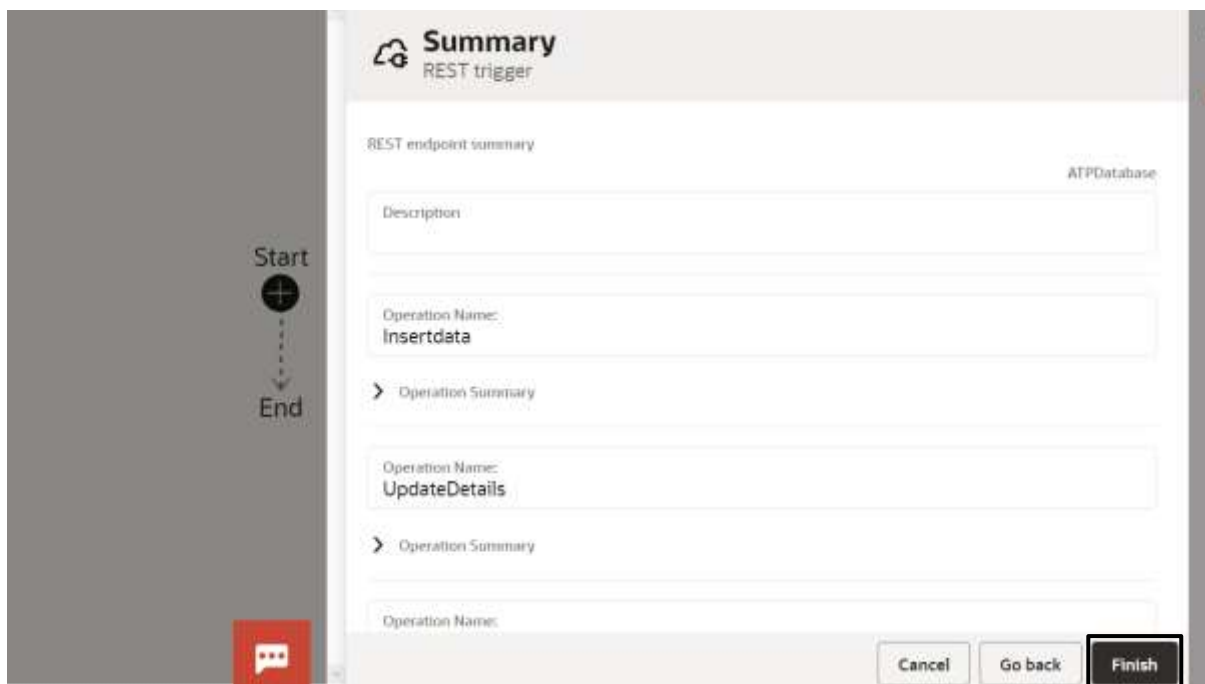 Summary
REST trigger
REST endpoint summary
ATPDatabase
Description
Start
Operation Name:
Insertdata
Operation Summary
End
Operation Name:
UpdateDetails
Operation Summary
Operation Name:
Cancel
Go back
Finish